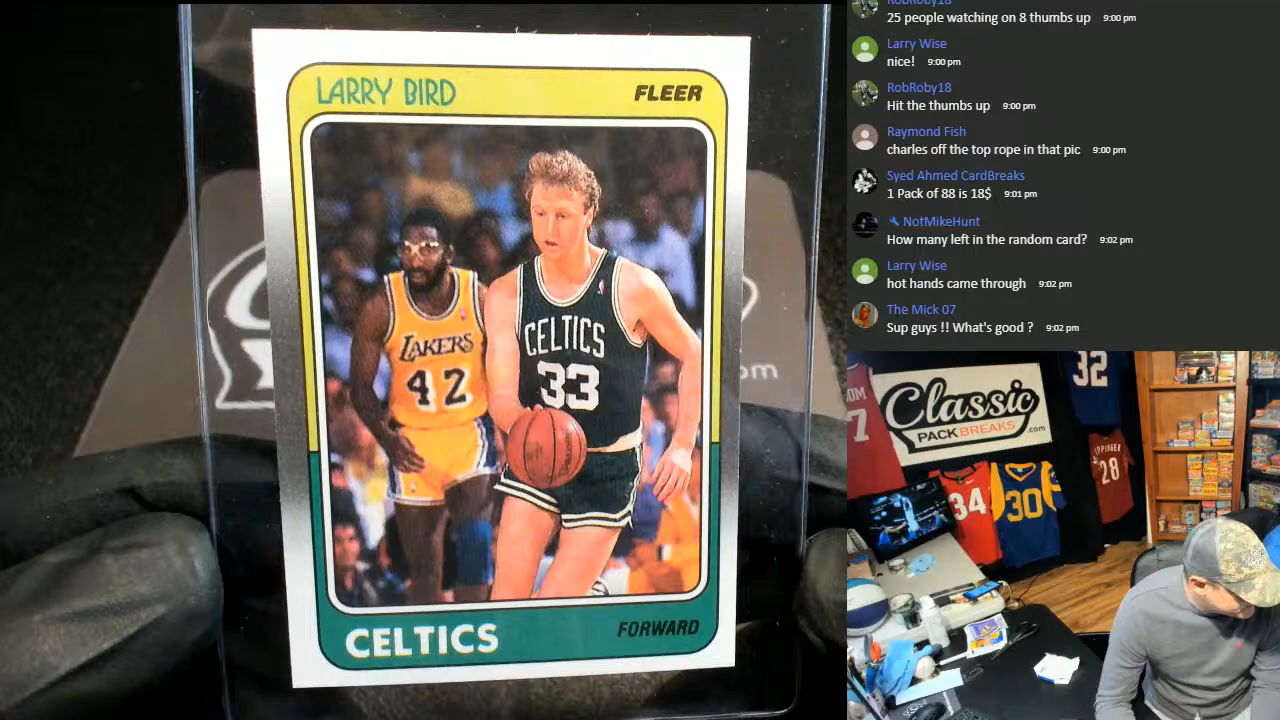 LARRY BIRD
FLEER
LAKERS
42
CELTICS
33
CELTICS
FORWARD
om
RobRoby18
25 people watching on 8 thumbs up 9:00 pm
Larry Wise
nice! 9:00 pm
RobRoby18
Hit the thumbs up 9:00 pm
Raymond Fish
charles off the top rope in that pic 9:00 pm
Syed Ahmed CardBreaks
1 Pack of 88 is 18$ 9:01 pm
NotMikeHunt
How many left in the random card? 9:02 pm
Larry Wise
hot hands came through 9:02 pm
The Mick 07
Sup guys !! What's good ? 9:02 pm
Classic
PACK BREAKS
.com
7
32
34
30
28